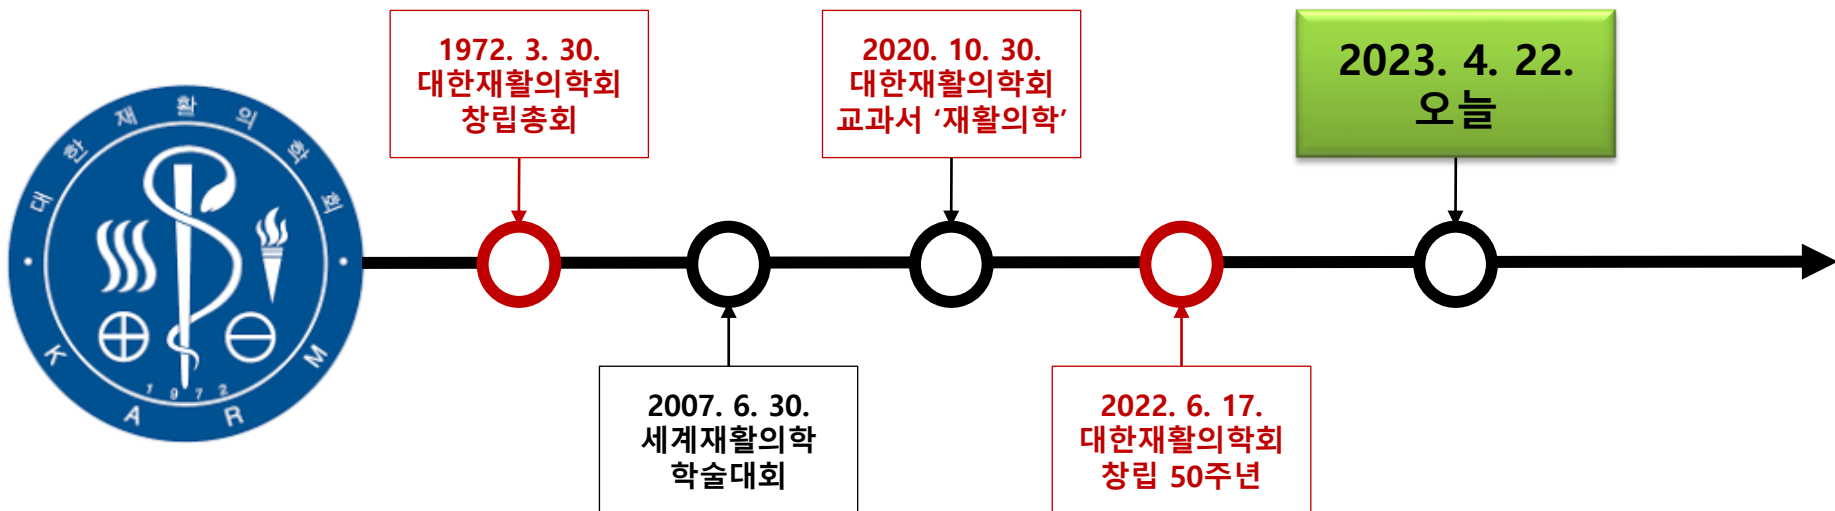 대한재활의학회
KARM
1972
1972. 3. 30.
대한재활의학회
창립총회
2007. 6. 30.
세계재활의학
학술대회
2020. 10. 30.
대한재활의학회
교과서 ‘재활의학’
2022. 6. 17.
대한재활의학회
창립 50주년
2023. 4. 22.
오늘